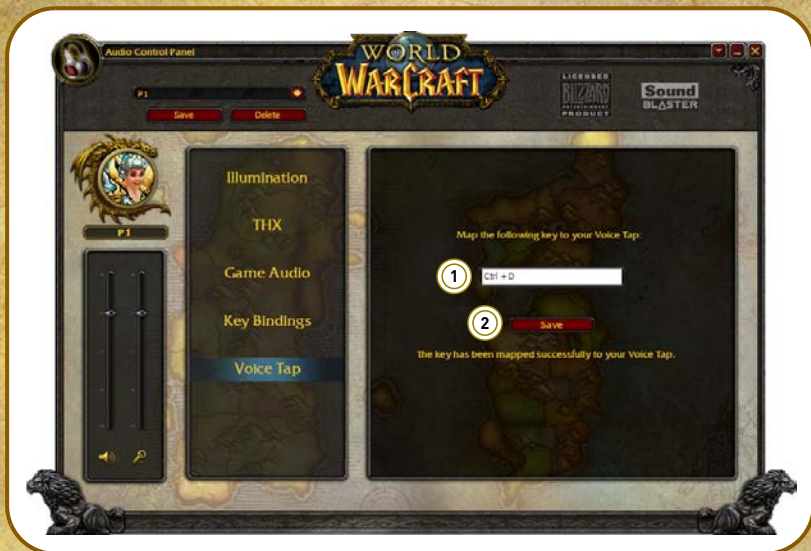 Audio Control Panel
WORLD
WARCRAFT
LICENSED
BLIZZARD
ENTERTAINMENT
PRODUCT
Sound
BLASTER
P1
Save Delete
P1
Illumination
THX
Game Audio
Key Bindings
Voice Tap
Map the following key to your Voice Tap:
1 Ctrl + D
2 Save
The key has been mapped successfully to your Voice Tap.